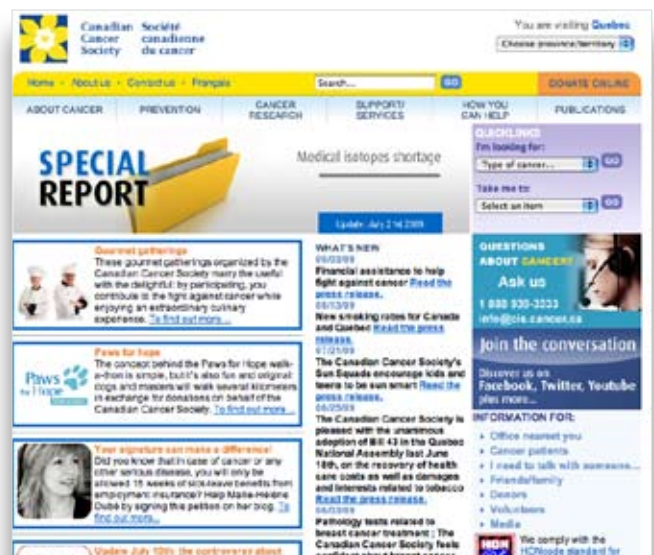 Canadian Société
Cancer canadienne
Society du cancer
You are visiting Quebec
Choose province/territory
Home · About us · Contact us · Français
Search...
GO
DONATE ONLINE
ABOUT CANCER
PREVENTION
CANCER
RESEARCH
SUPPORT/
SERVICES
HOW YOU
CAN HELP
PUBLICATIONS
SPECIAL
REPORT
Medical isotopes shortage
Update: July 21st 2009
QUICKLINKS
I'm looking for:
Type of cancer...
GO
Take me to:
Select an item
GO
Gourmet gatherings
These gourmet gatherings organized by the
Canadian Cancer Society marry the useful
with the delightful: by participating, you
contribute to the fight against cancer while
enjoying an extraordinary culinary
experience. To find out more...
Paws for hope
The concept behind the Paws for Hope walk-
a-thon is simple, but it's also fun and original:
dogs and masters will walk several kilometers
in exchange for donations on behalf of the
Canadian Cancer Society. To find out more...
Paws
for Hope
Your signature can make a difference!
Did you know that in case of cancer or any
other serious disease, you will only be
allowed 15 weeks of sick-leave benefits from
employment insurance? Help Marie-Hélène
Dubé by signing this petition on her blog. To
find out more...
Update July 10th: the controversy about
WHAT'S NEW
Financial assistance to help
fight against cancer Read the
press release.
New smoking rates for Canada
and Quebec Read the press
release.
The Canadian Cancer Society's
Sun Squads encourage kids and
teens to be sun smart Read the
press release.
The Canadian Cancer Society is
pleased with the unanimous
adoption of Bill 43 in the Quebec
National Assembly last June
18th, on the recovery of health
care costs as well as damages
and interests related to tobacco
Read the press release.
Pathology tests related to
breast cancer treatment : The
Canadian Cancer Society feels
confident about breast cancer
QUESTIONS
ABOUT CANCER?
Ask us
1 888 939-3333
info@cis.cancer.ca
Join the conversation
Discover us on
Facebook, Twitter, Youtube
plus more...
INFORMATION FOR:
Office nearest you
Cancer patients
I need to talk with someone...
Friends/family
Donors
Volunteers
Media
HON
We comply with the
HONcode standard for